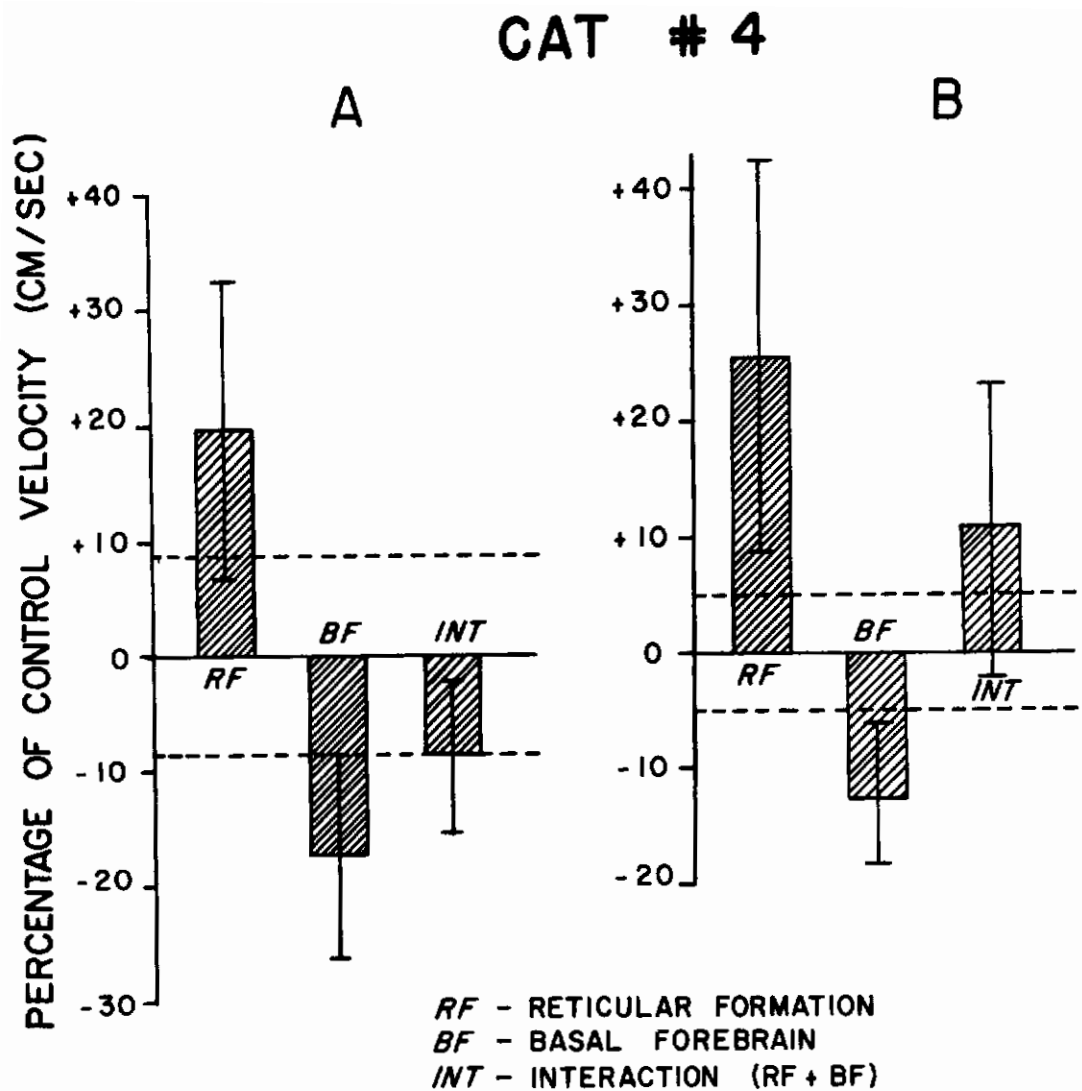 CAT # 4
A
B
PERCENTAGE OF CONTROL VELOCITY (CM/SEC)
+40
+30
+20
+10
0
-10
-20
-30
RF
BF
INT
+40
+30
+20
+10
0
-10
-20
RF
BF
INT
RF - RETICULAR FORMATION
BF - BASAL FOREBRAIN
INT - INTERACTION (RF + BF)